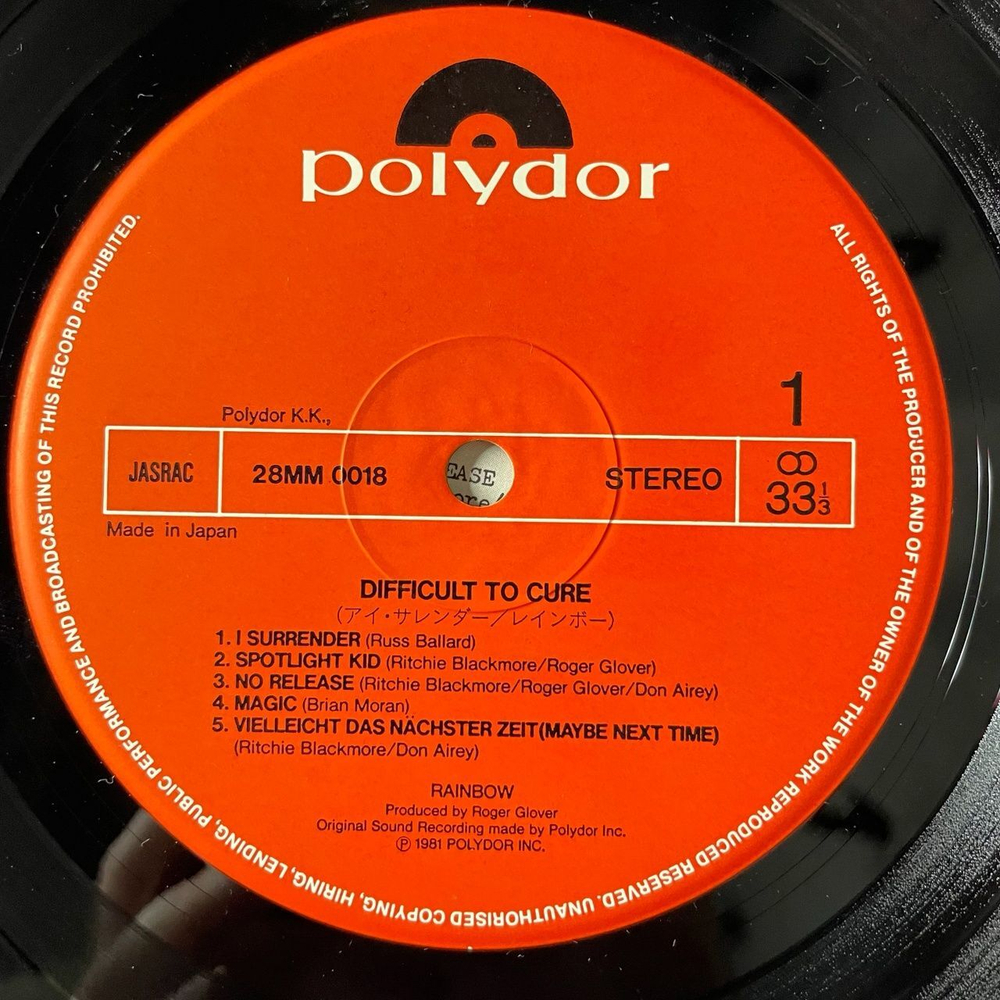 polydor
ALL RIGHTS OF THE PRODUCER AND OF THE OWNER OF THE WORK REPRODUCED RESERVED. UNAUTHORISED COPYING, HIRING, LENDING, PUBLIC PERFORMANCE AND BROADCASTING OF THIS RECORD PROHIBITED.
1
Polydor K.K.,
JASRAC 28MM 0018 STEREO
33⅓
EASE
Made in Japan
DIFFICULT TO CURE
(アイ・サレンダー/レインボー)
1. I SURRENDER (Russ Ballard)
2. SPOTLIGHT KID (Ritchie Blackmore/Roger Glover)
3. NO RELEASE (Ritchie Blackmore/Roger Glover/Don Airey)
4. MAGIC (Brian Moran)
5. VIELLEICHT DAS NÄCHSTER ZEIT(MAYBE NEXT TIME)
(Ritchie Blackmore/Don Airey)
RAINBOW
Produced by Roger Glover
Original Sound Recording made by Polydor Inc.
Ⓟ 1981 POLYDOR INC.